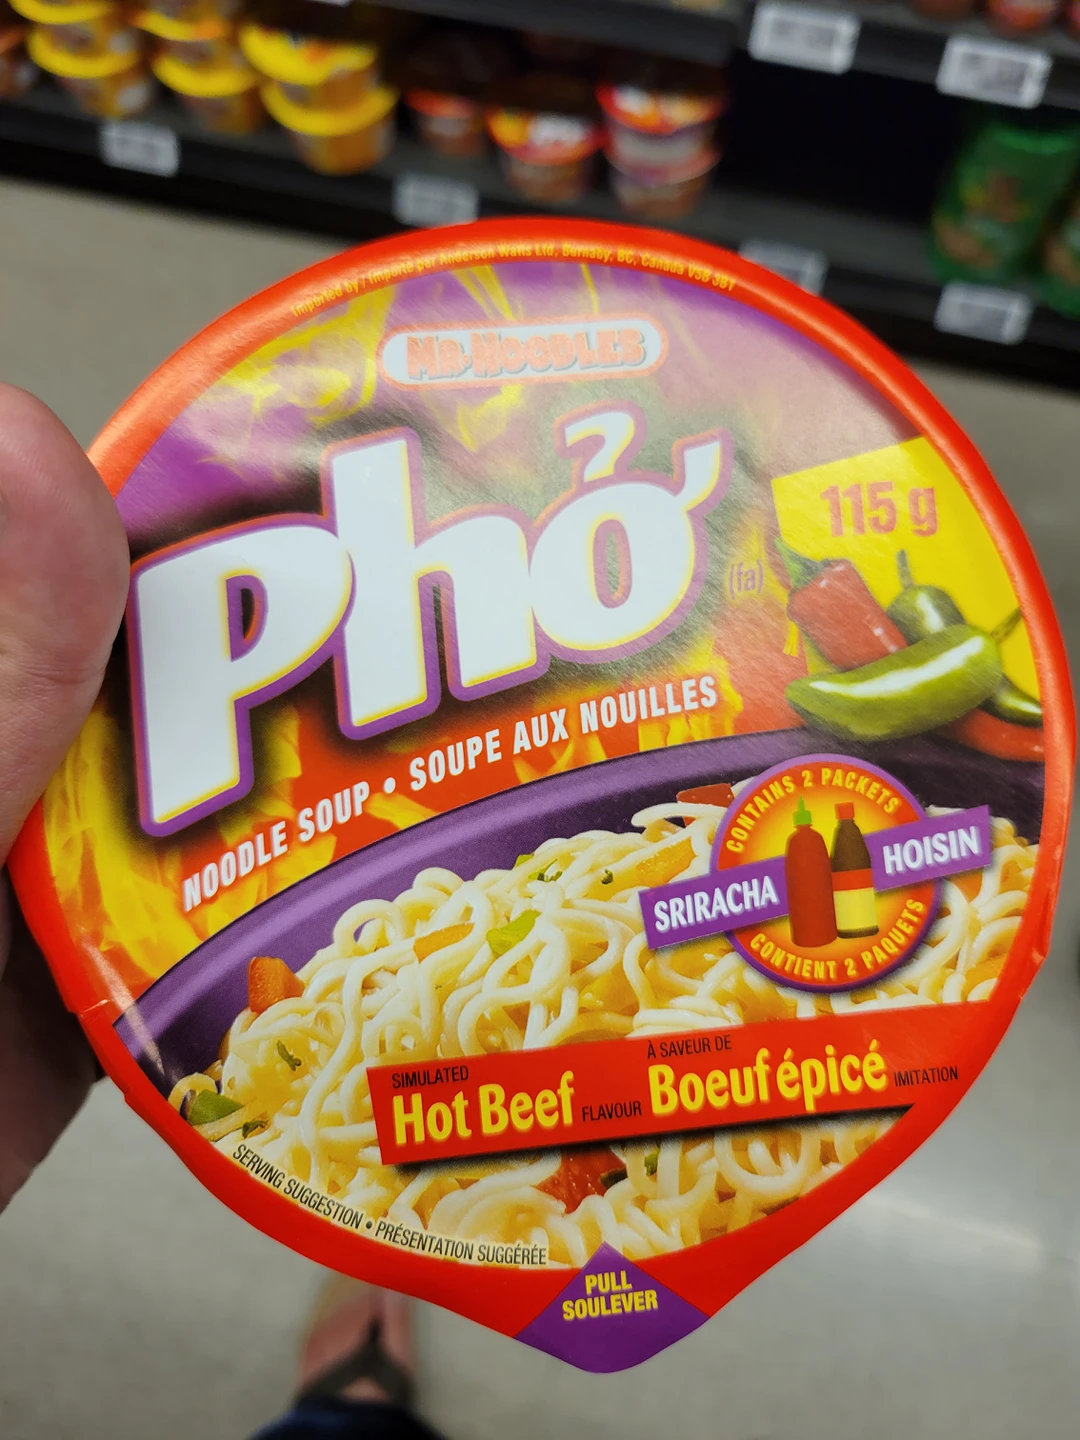 Imported by / Importé par Anderson Watts Ltd, Burnaby, BC, Canada V5B 3B1
MR. NOODLES
Phở
(fa)
115 g
NOODLE SOUP • SOUPE AUX NOUILLES
CONTAINS 2 PACKETS
SRIRACHA
HOISIN
CONTIENT 2 PAQUETS
SIMULATED
Hot Beef FLAVOUR
À SAVEUR DE
Boeuf épicé IMITATION
SERVING SUGGESTION • PRÉSENTATION SUGGÉRÉE
PULL
SOULEVER